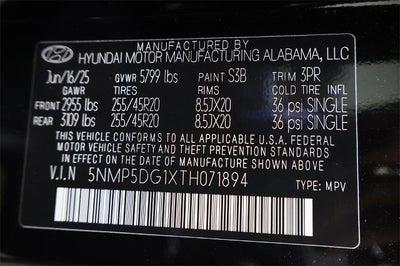 MANUFACTURED BY
HYUNDAI MOTOR MANUFACTURING ALABAMA, LLC
Jun/16/25 GVWR 5799 lbs PAINT S3B TRIM 3PR
GAWR TIRES RIMS COLD TIRE INFL
FRONT 2955 lbs 255/45R20 8.5JX20 36 psi SINGLE
REAR 3109 lbs 255/45R20 8.5JX20 36 psi SINGLE
THIS VEHICLE CONFORMS TO ALL APPLICABLE U.S.A. FEDERAL
MOTOR VEHICLE SAFETY AND THEFT PREVENTION STANDARDS
IN EFFECT ON THE DATE OF MANUFACTURE SHOWN ABOVE.
V.I.N 5NMP5DG1XTH071894 TYPE: MPV